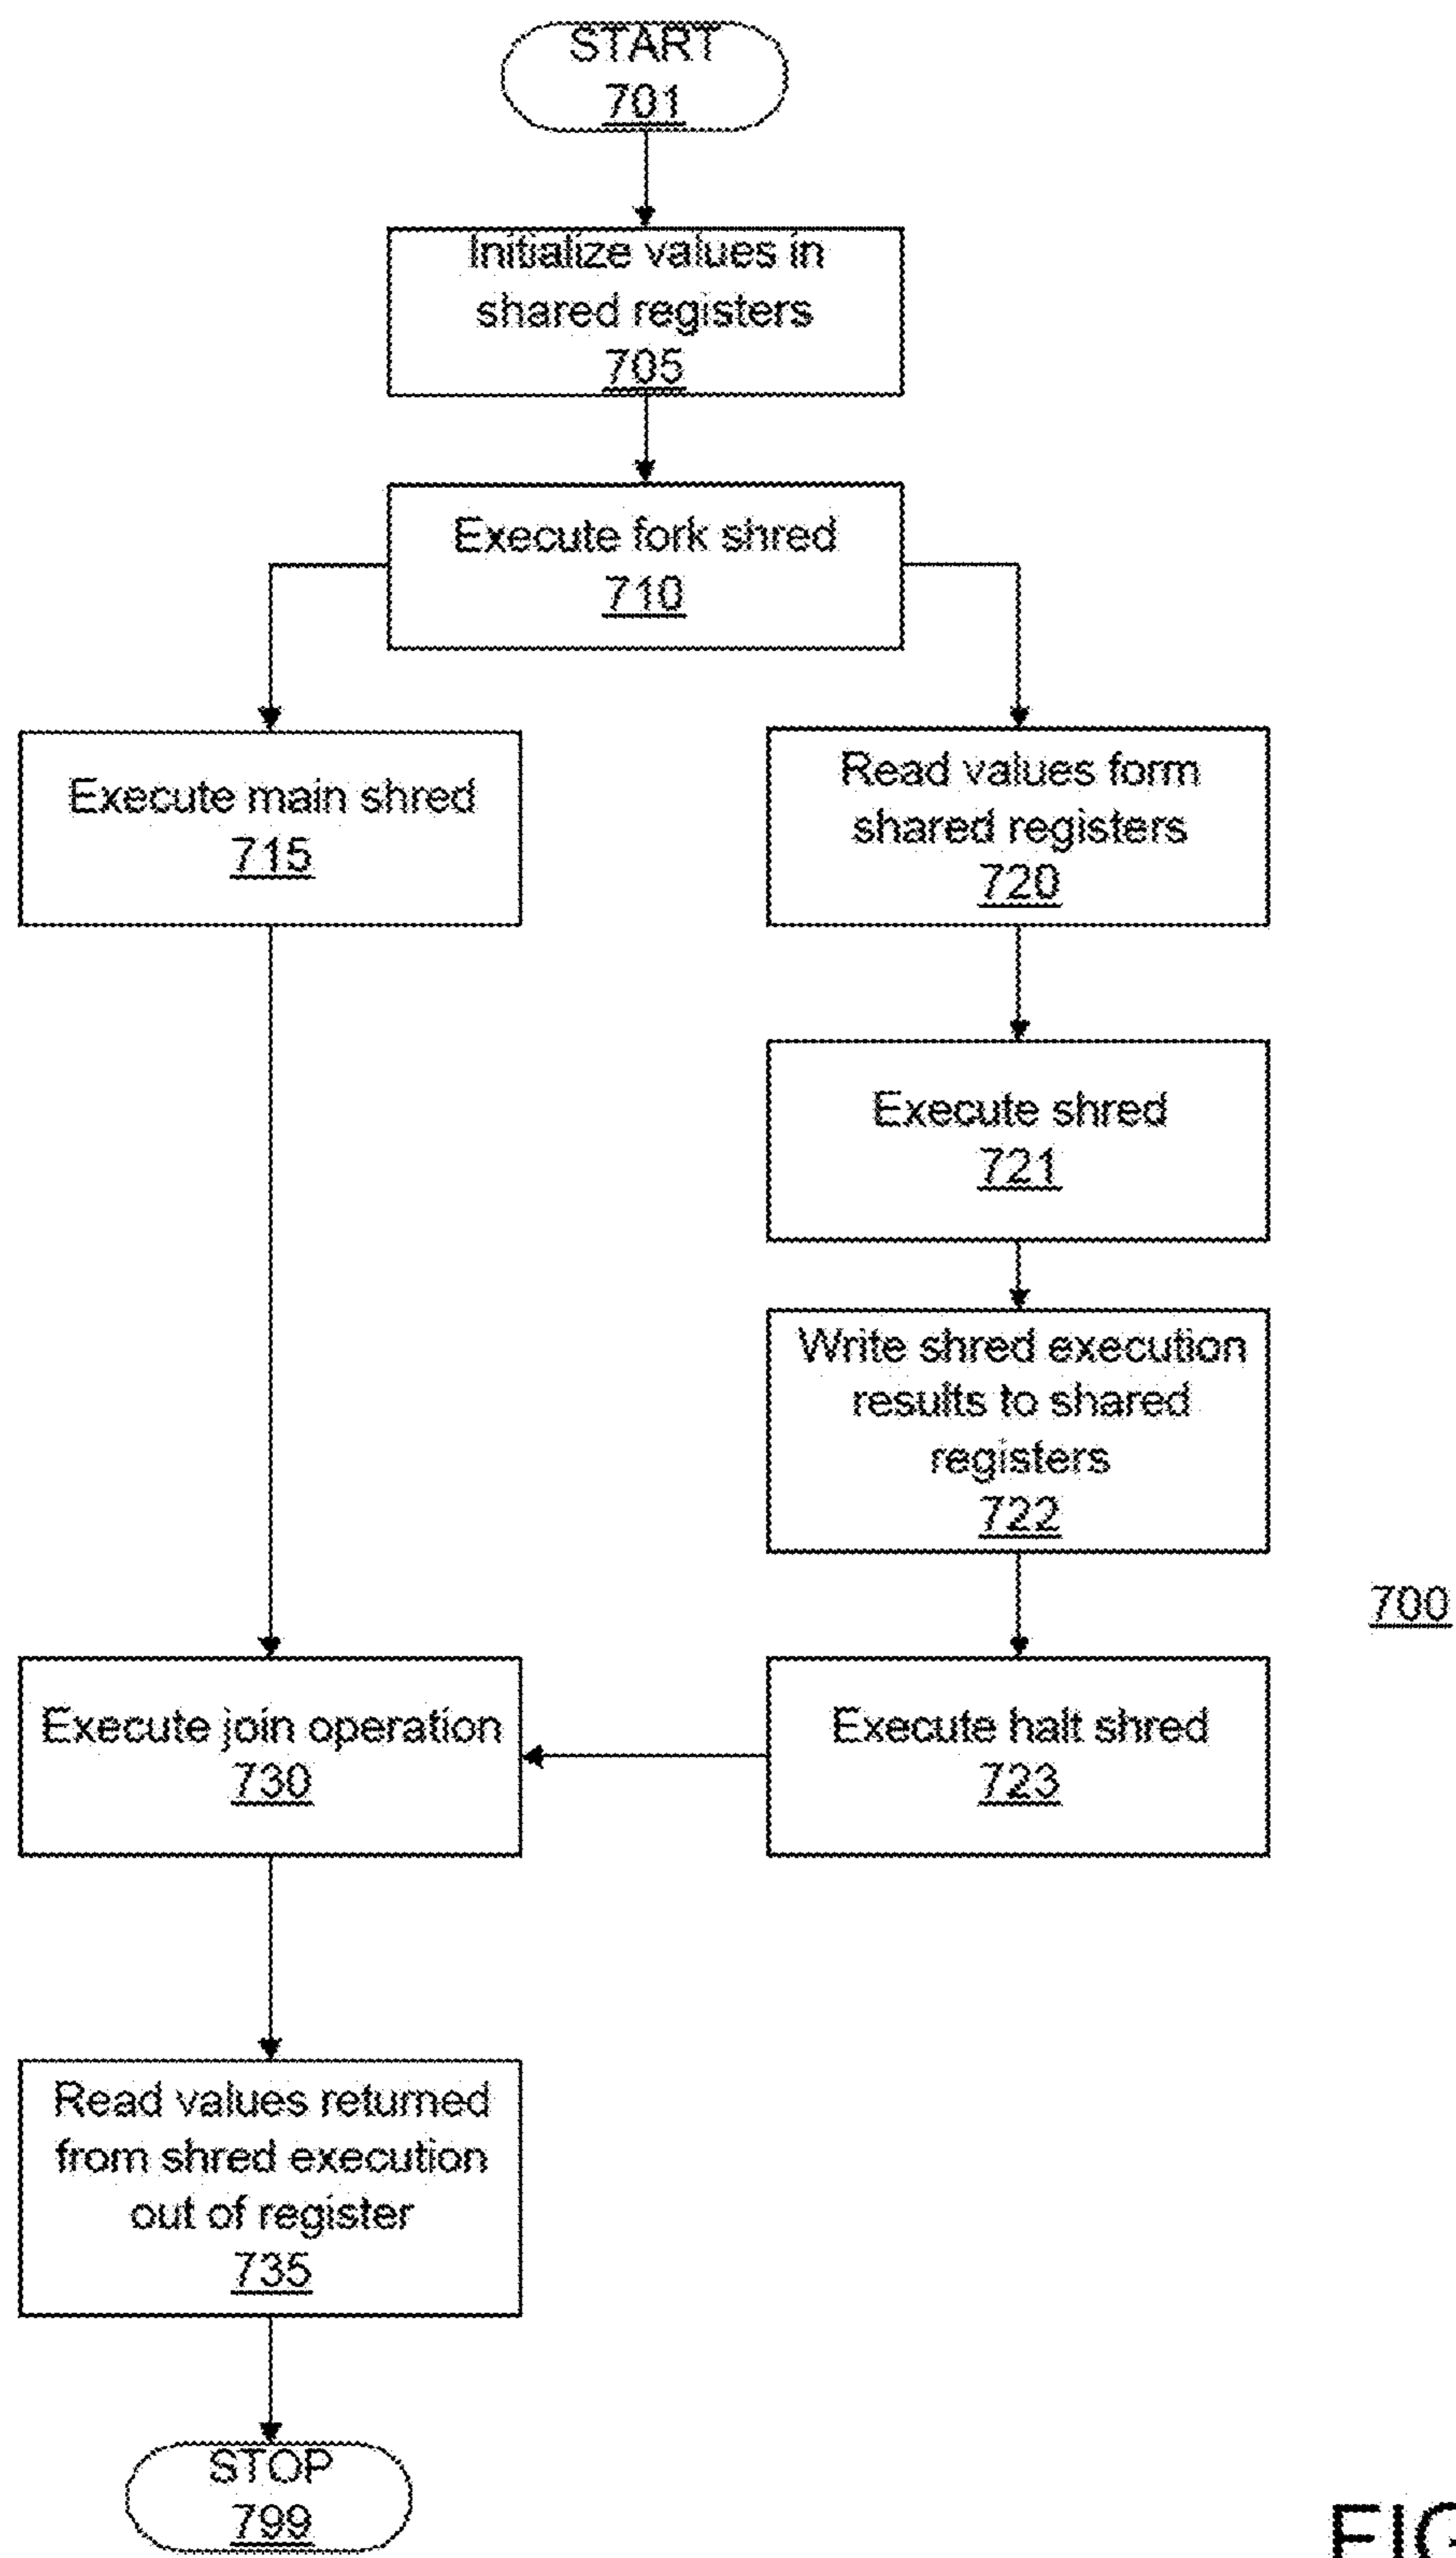 START
701
Initialize values in
shared registers
705
Execute fork shred
710
Execute main shred
715
Read values form
shared registers
720
Execute shred
721
Write shred execution
results to shared
registers
722
700
Execute join operation
730
Execute halt shred
723
Read values returned
from shred execution
out of register
735
STOP
799